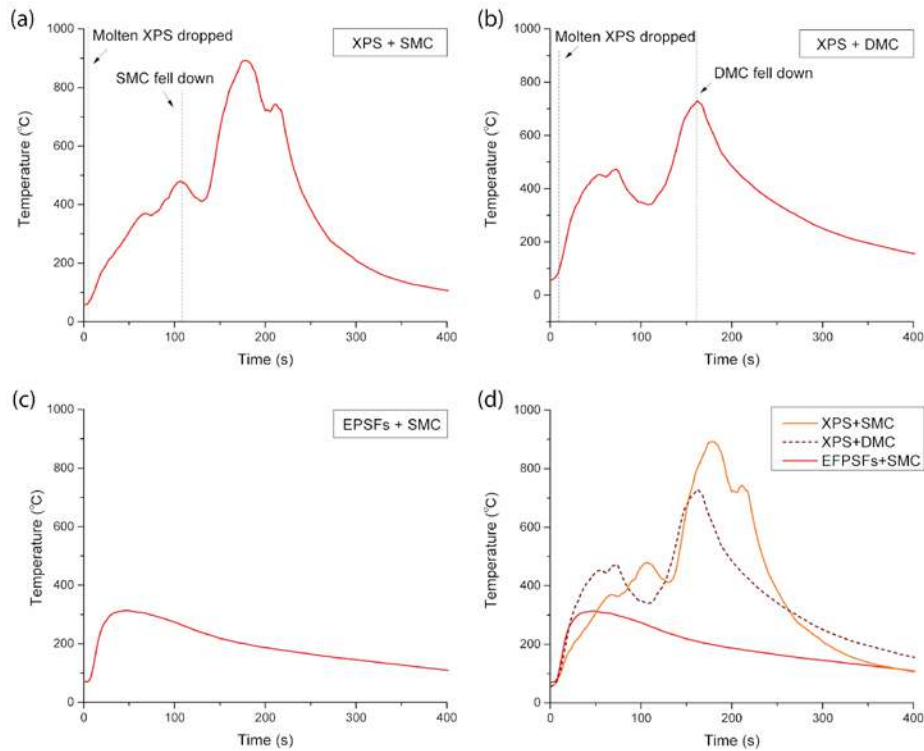 (a)
XPS + SMC
Molten XPS dropped
SMC fell down
Temperature (°C)
1000
800
600
400
200
0
0 100 200 300 400
Time (s)
(b)
XPS + DMC
Molten XPS dropped
DMC fell down
Temperature (°C)
1000
800
600
400
200
0
0 100 200 300 400
Time (s)
(c)
EPSFs + SMC
Temperature (°C)
1000
800
600
400
200
0
0 100 200 300 400
Time (s)
(d)
XPS+SMC
XPS+DMC
EFPSFs+SMC
Temperature (°C)
1000
800
600
400
200
0
0 100 200 300 400
Time (s)